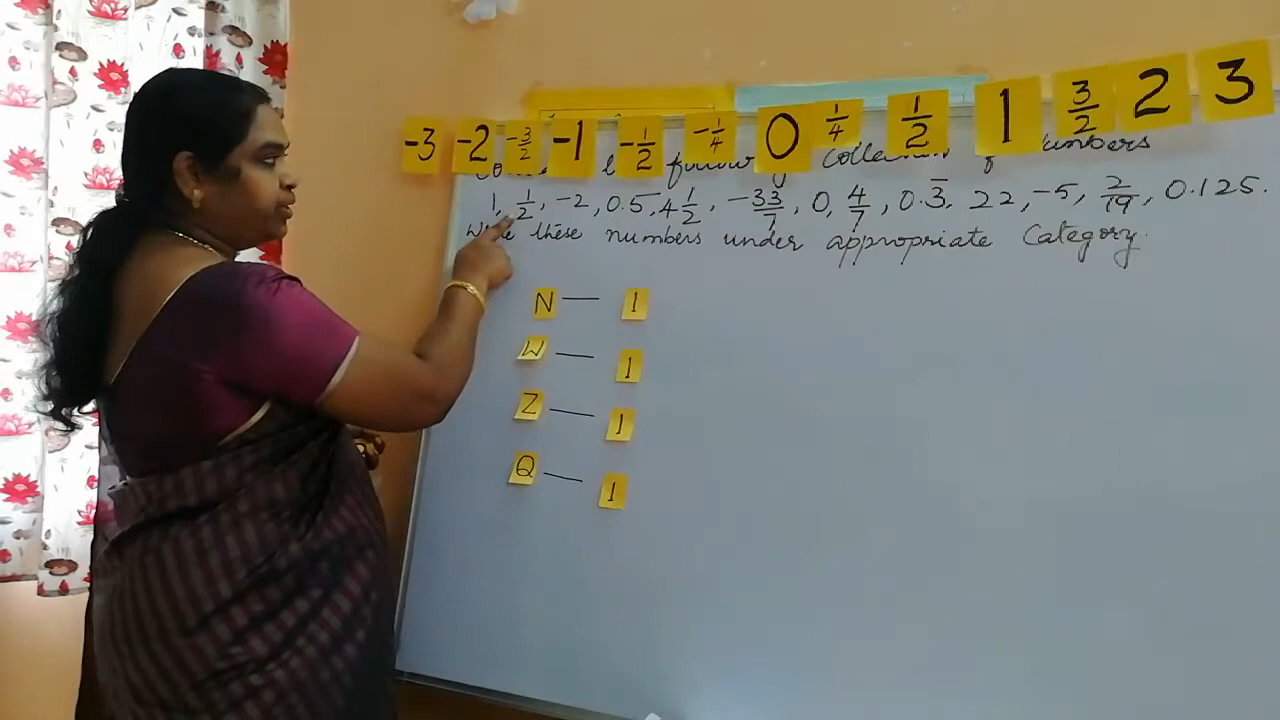 -3 -2 -3/2 -1 -1/2 -1/4 0 1/4 1/2 1 3/2 2 3
follow Numbers
1, 1/2, -2, 0.5, 4 1/2, -33/7, 0, 4/7, 0.3̅, 22, -5, 2/19, 0.125.
Write these numbers under appropriate Category.
N — 1
W — 1
Z — 1
Q — 1